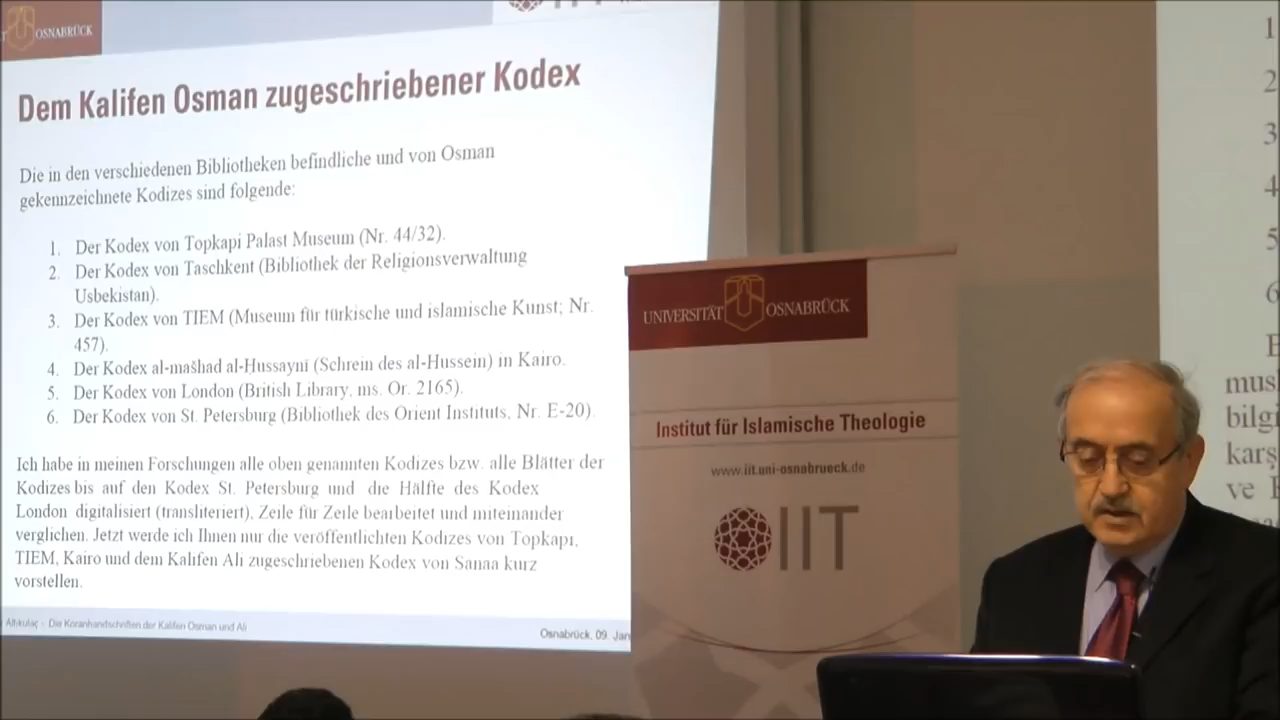 OSNABRÜCK
Dem Kalifen Osman zugeschriebener Kodex
Die in den verschiedenen Bibliotheken befindliche und von Osman
gekennzeichnete Kodizes sind folgende:
1. Der Kodex von Topkapi Palast Museum (Nr. 44/32).
2. Der Kodex von Taschkent (Bibliothek der Religionsverwaltung
Usbekistan).
3. Der Kodex von TIEM (Museum für türkische und islamische Kunst; Nr.
457).
4. Der Kodex al-mašhad al-Hussaynī (Schrein des al-Hussein) in Kairo.
5. Der Kodex von London (British Library, ms. Or. 2165).
6. Der Kodex von St. Petersburg (Bibliothek des Orient Instituts, Nr. E-20).
Ich habe in meinen Forschungen alle oben genannten Kodizes bzw. alle Blätter der
Kodizes bis auf den Kodex St. Petersburg und die Hälfte des Kodex
London digitalisiert (transliteriert), Zeile für Zeile bearbeitet und miteinander
verglichen. Jetzt werde ich Ihnen nur die veröffentlichten Kodizes von Topkapı,
TIEM, Kairo und dem Kalifen Ali zugeschriebenen Kodex von Sanaa kurz
vorstellen.
Altıkulaç - Die Koranhandschriften der Kalifen Osman und Ali
Osnabrück, 09. Jan
UNIVERSITÄT OSNABRÜCK
Institut für Islamische Theologie
www.iit.uni-osnabrueck.de
IIT
1
2
3
4
5
6
B
mus
bilgi
karş
ve